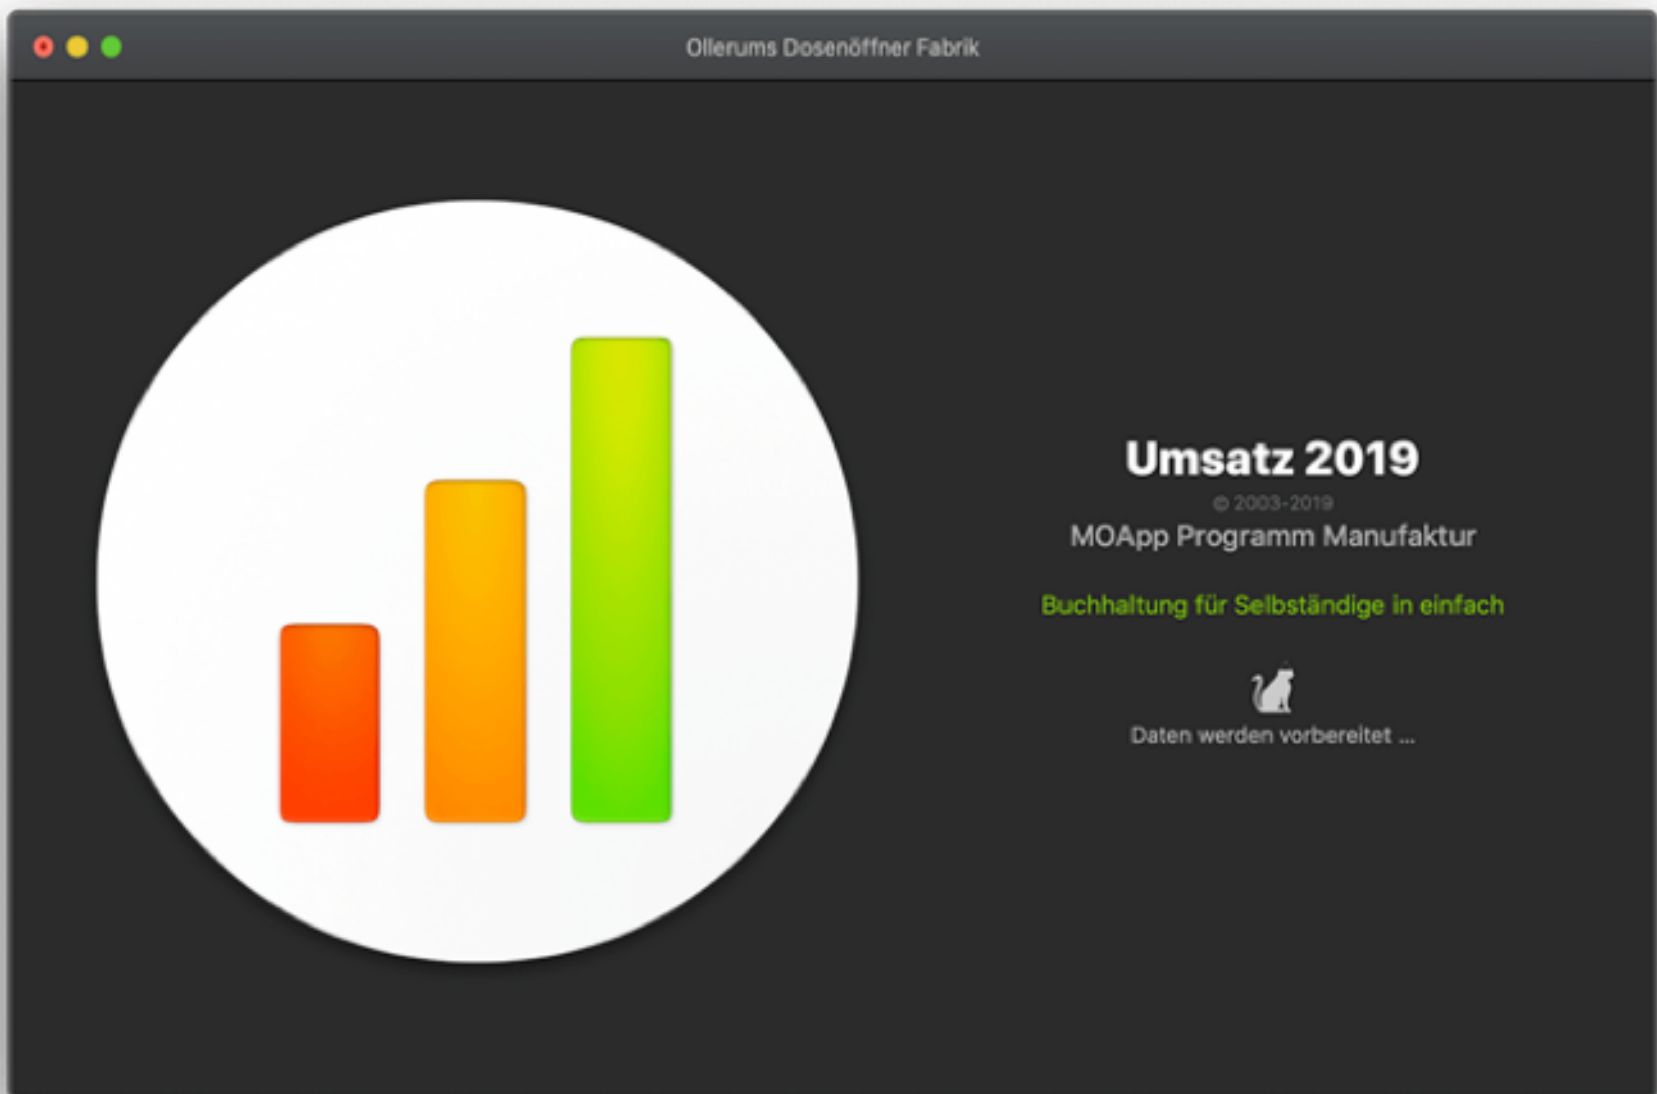 Ollerums Dosenöffner Fabrik
Umsatz 2019
© 2003-2019
MOApp Programm Manufaktur
Buchhaltung für Selbständige in einfach
Daten werden vorbereitet ...